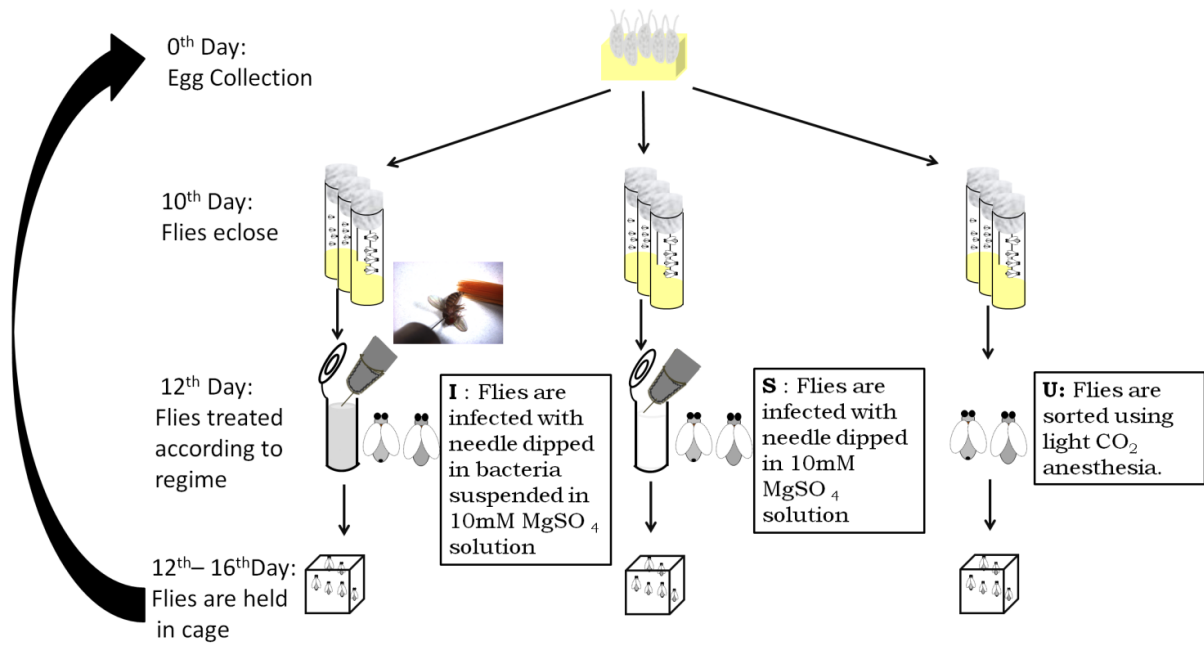 0th Day:
Egg Collection
10th Day:
Flies eclose
12th Day:
Flies treated
according to
regime
I : Flies are
infected with
needle dipped
in bacteria
suspended in
10mM MgSO 4
solution
S : Flies are
infected with
needle dipped
in 10mM
MgSO 4
solution
U: Flies are
sorted using
light CO2
anesthesia.
12th– 16thDay:
Flies are held
in cage